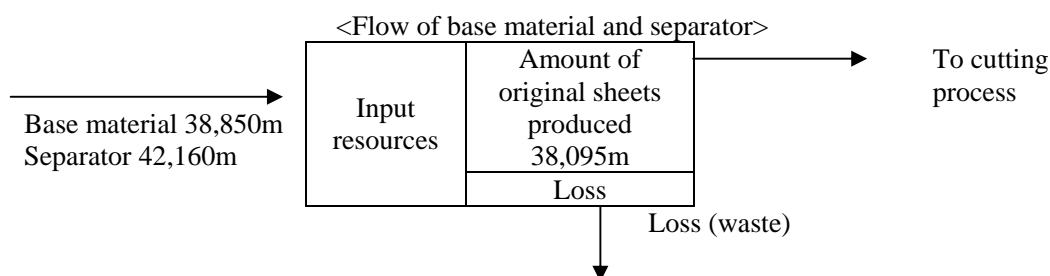 <Flow of base material and separator>
Base material 38,850m
Separator 42,160m
Input
resources
Amount of
original sheets
produced
38,095m
Loss
Loss (waste)
To cutting
process